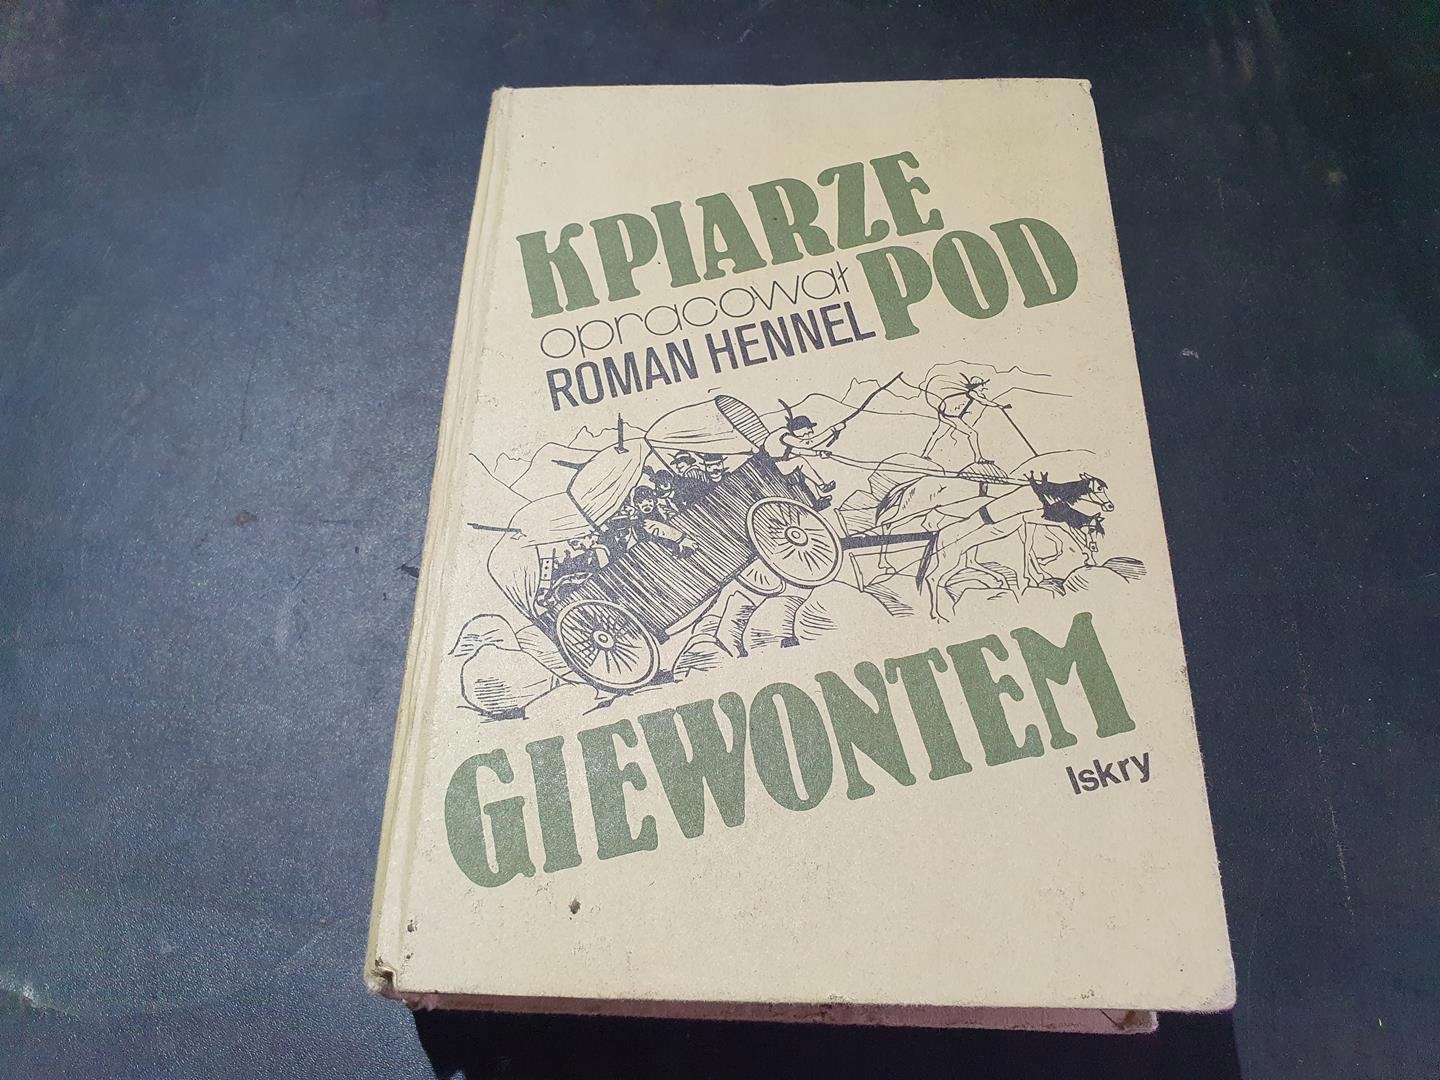 KPIARZE
POD
opracował
ROMAN HENNEL
GIEWONTEM
Iskry